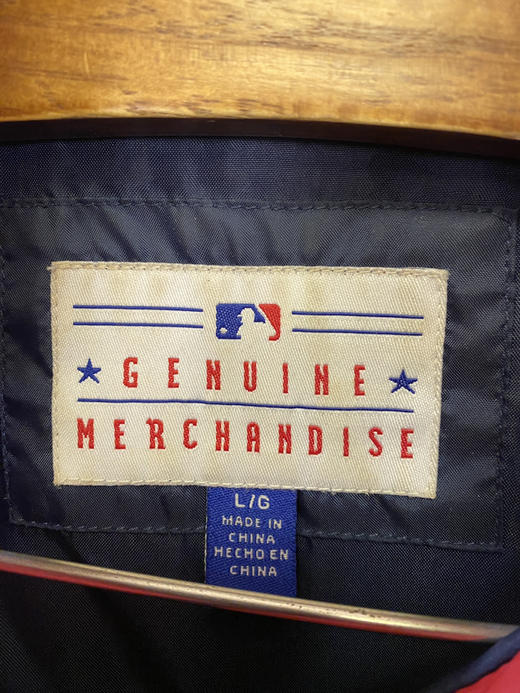 GENUINE
MERCHANDISE
L/G
MADE IN
CHINA
HECHO EN
CHINA